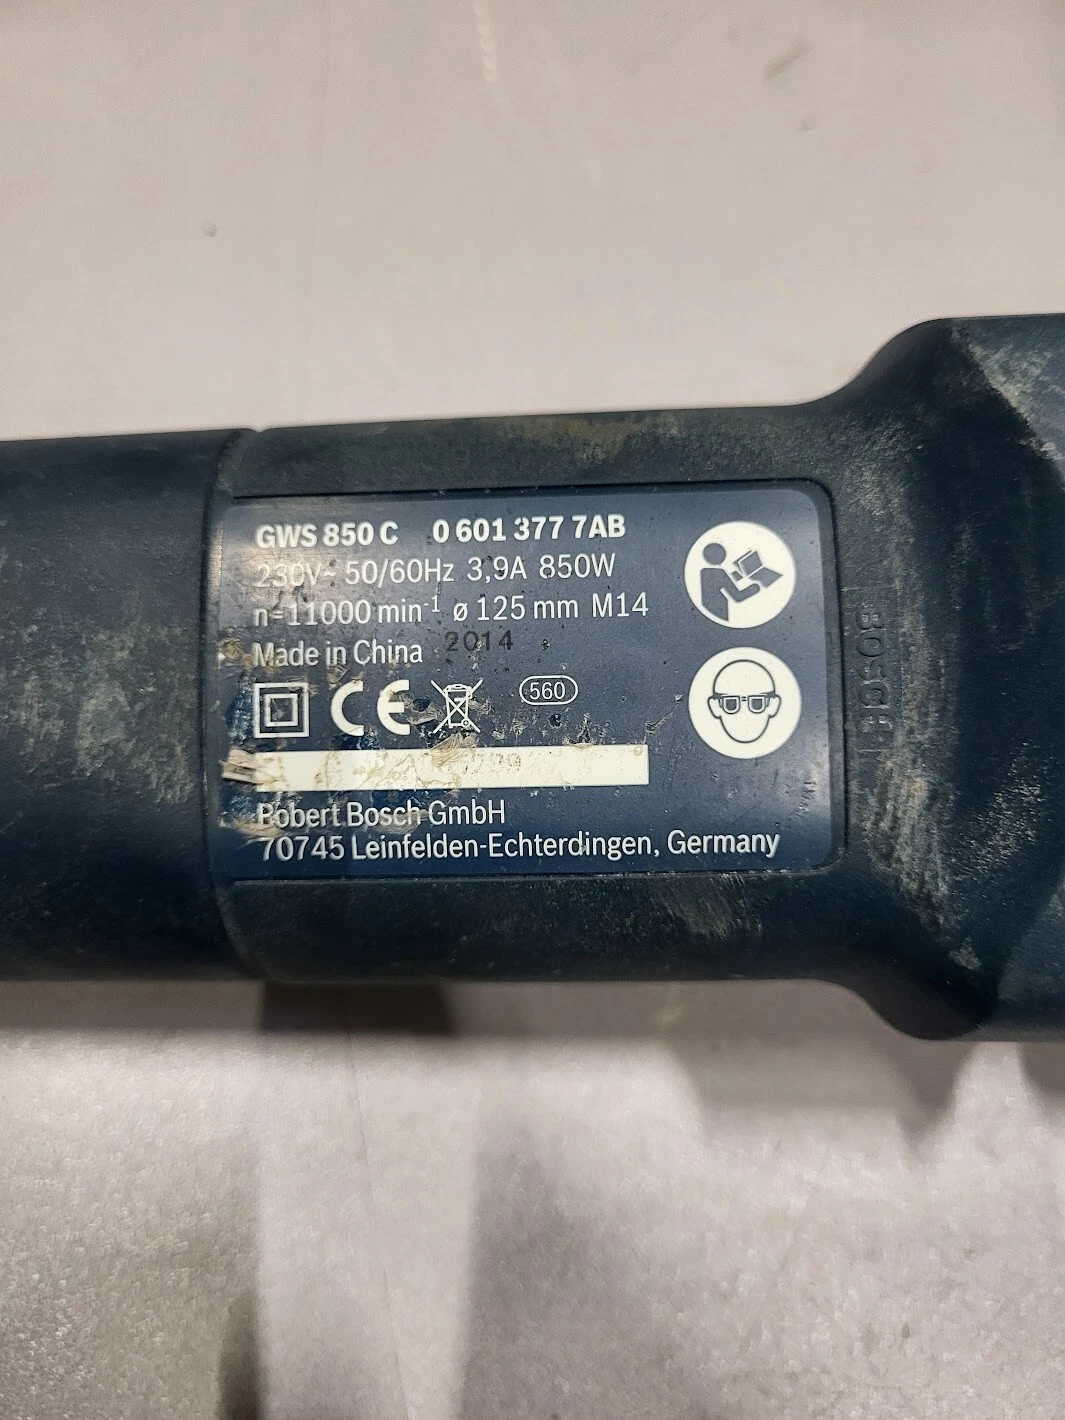 GWS 850 C 0 601 377 7AB
230V~ 50/60Hz 3,9A 850W
n=11000 min⁻¹ ø 125 mm M14
Made in China 2014
CE 560
Robert Bosch GmbH
70745 Leinfelden-Echterdingen, Germany
BOSCH